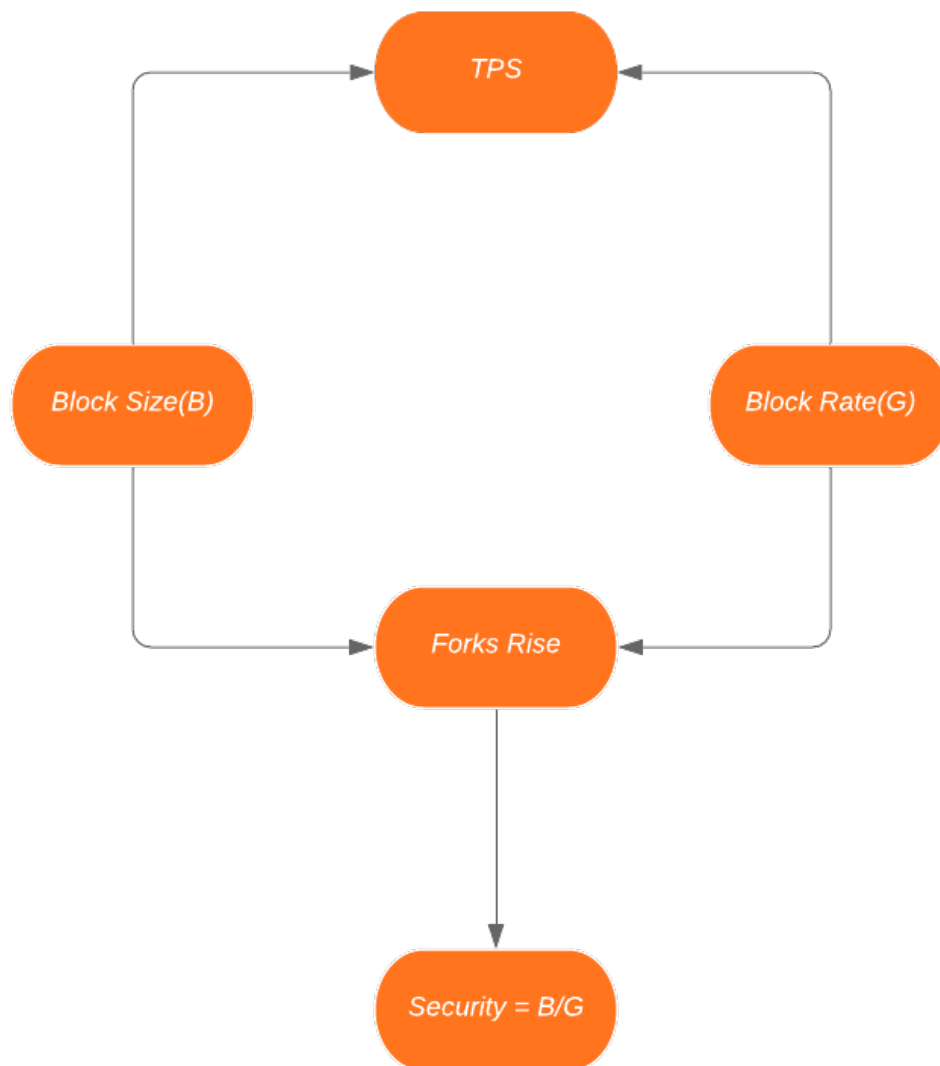 TPS
Block Size(B)
Block Rate(G)
Forks Rise
Security = B/G